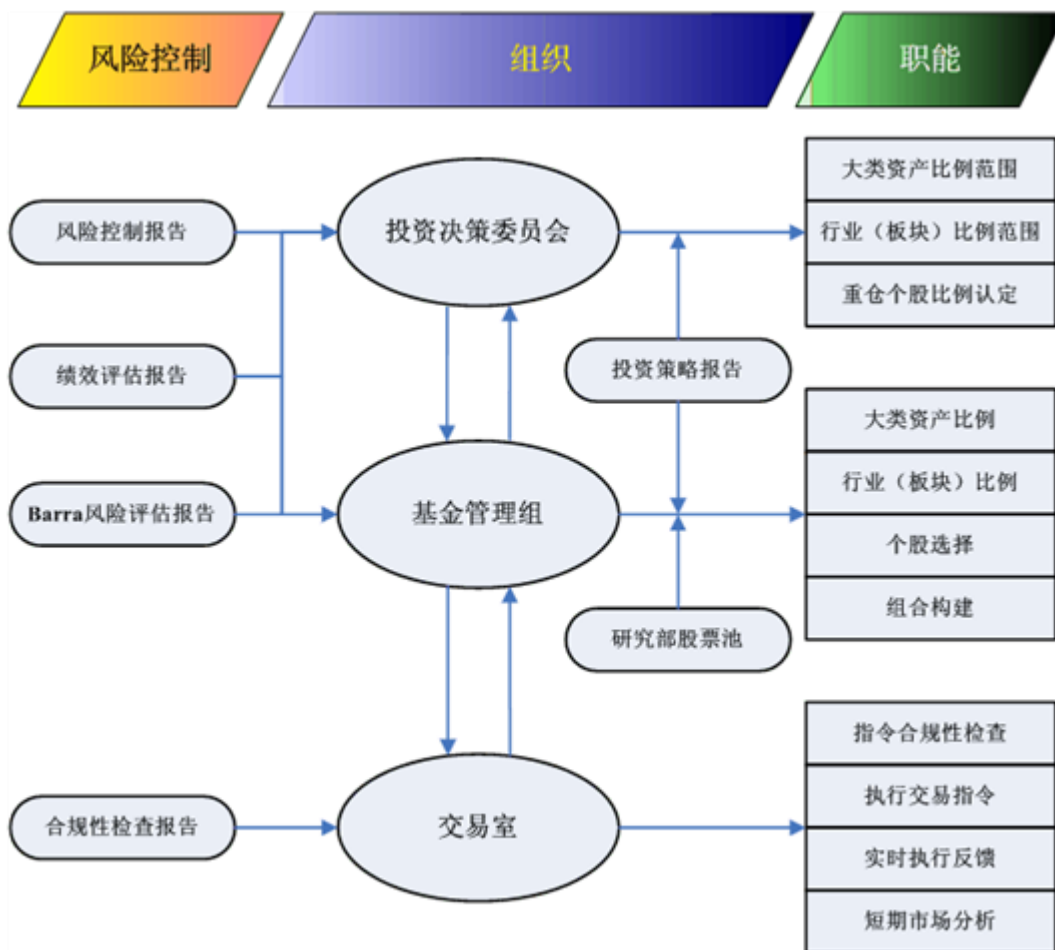 风险控制
组织
职能
风险控制报告
绩效评估报告
Barra风险评估报告
合规性检查报告
投资决策委员会
基金管理组
交易室
投资策略报告
研究部股票池
大类资产比例范围
行业（板块）比例范围
重仓个股比例认定
大类资产比例
行业（板块）比例
个股选择
组合构建
指令合规性检查
执行交易指令
实时执行反馈
短期市场分析